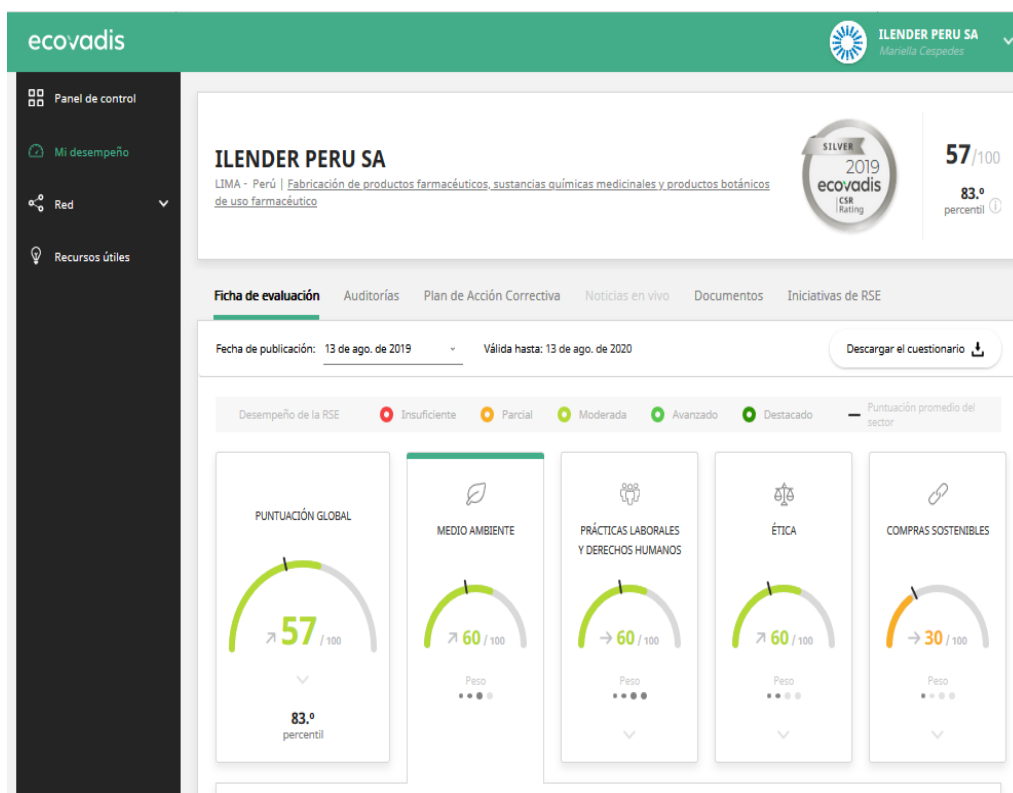 ecovadis
ILENDER PERU SA
Mariella Cespedes
Panel de control
Mi desempeño
Red
Recursos útiles
ILENDER PERU SA
LIMA - Perú | Fabricación de productos farmacéuticos, sustancias químicas medicinales y productos botánicos
de uso farmacéutico
SILVER
2019
ecovadis
CSR
Rating
57/100
83.º
percentil
Ficha de evaluación
Auditorías
Plan de Acción Correctiva
Noticias en vivo
Documentos
Iniciativas de RSE
Fecha de publicación: 13 de ago. de 2019
Válida hasta: 13 de ago. de 2020
Descargar el cuestionario
Desempeño de la RSE
Insuficiente
Parcial
Moderada
Avanzado
Destacado
Puntuación promedio del
sector
PUNTUACIÓN GLOBAL
57 / 100
83.º
percentil
MEDIO AMBIENTE
60 / 100
Peso
PRÁCTICAS LABORALES
Y DERECHOS HUMANOS
60 / 100
Peso
ÉTICA
60 / 100
Peso
COMPRAS SOSTENIBLES
30 / 100
Peso